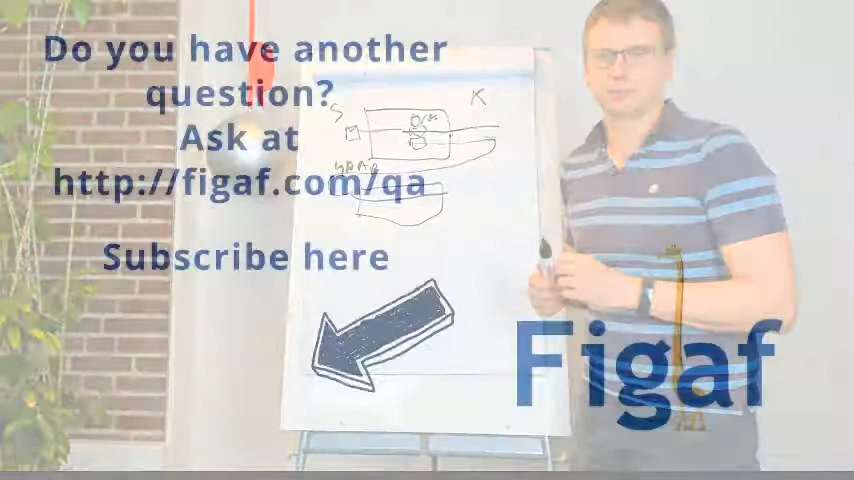 Do you have another
question?
Ask at
http://figaf.com/qa
Subscribe here
S
K
Figaf